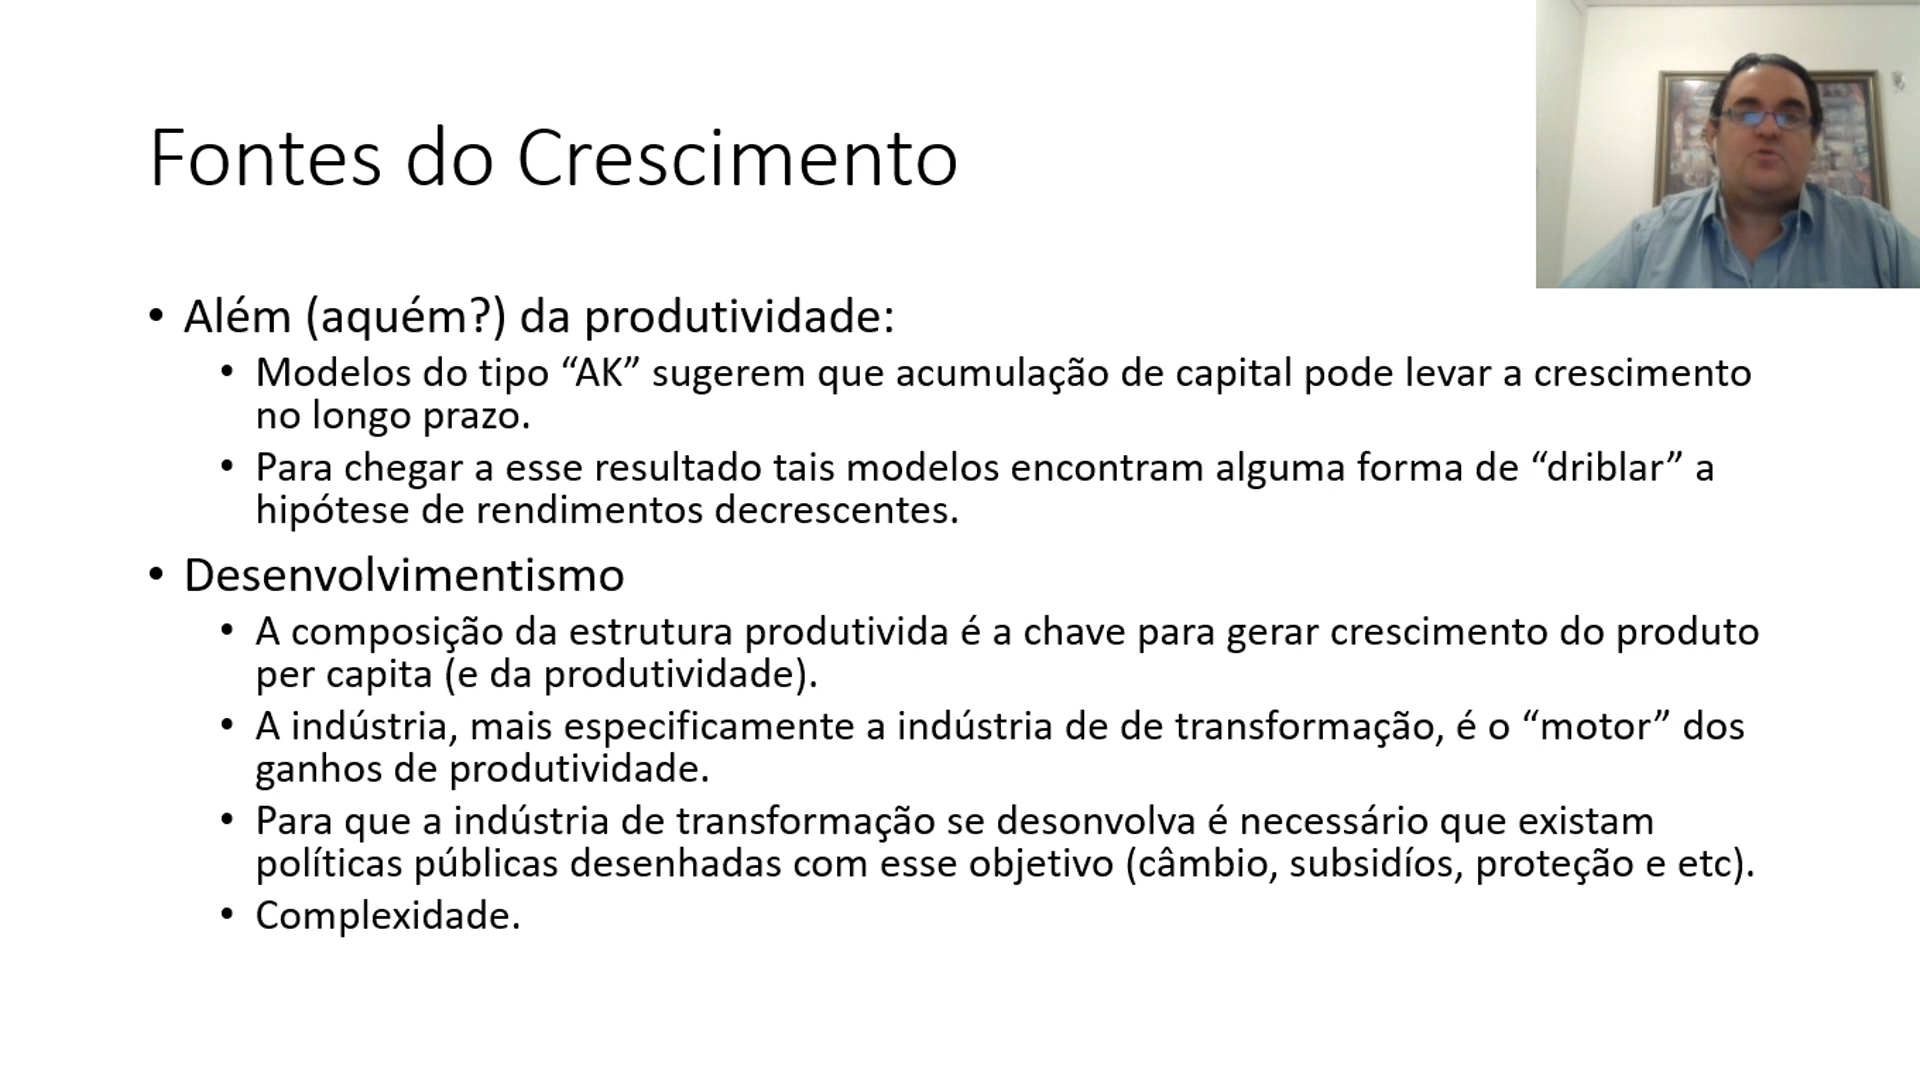 Fontes do Crescimento
• Além (aquém?) da produtividade:
• Modelos do tipo “AK” sugerem que acumulação de capital pode levar a crescimento
no longo prazo.
• Para chegar a esse resultado tais modelos encontram alguma forma de “driblar” a
hipótese de rendimentos decrescentes.
• Desenvolvimentismo
• A composição da estrutura produtivida é a chave para gerar crescimento do produto
per capita (e da produtividade).
• A indústria, mais especificamente a indústria de de transformação, é o “motor” dos
ganhos de produtividade.
• Para que a indústria de transformação se desonvolva é necessário que existam
políticas públicas desenhadas com esse objetivo (câmbio, subsidíos, proteção e etc).
• Complexidade.